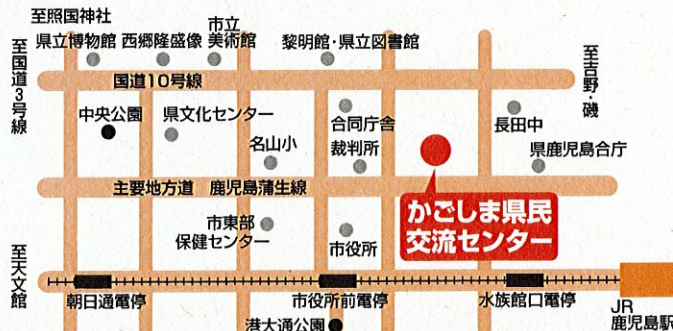 至照国神社
県立博物館
西郷隆盛像
市立
美術館
黎明館・県立図書館
至国道3号線
国道10号線
至吉野・磯
中央公園
県文化センター
名山小
合同庁舎
裁判所
長田中
県鹿児島合庁
主要地方道 鹿児島蒲生線
かごしま県民
交流センター
市東部
保健センター
市役所
至天文館
朝日通電停
市役所前電停
水族館口電停
JR
鹿児島駅
港大通公園